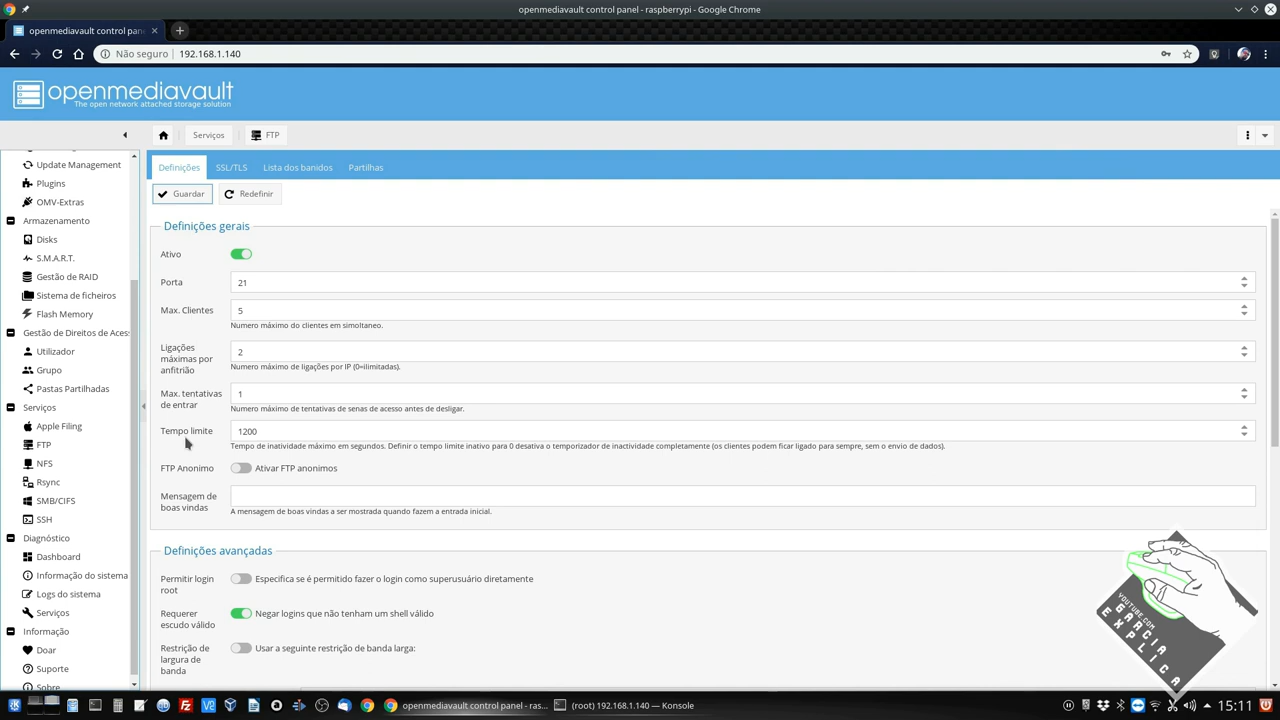 openmediavault control panel - raspberrypi - Google Chrome
openmediavault control pan
Não seguro
192.168.1.140
openmediavault
The open network attached storage solution
Serviços
FTP
Update Management
Plugins
OMV-Extras
Armazenamento
Disks
S.M.A.R.T.
Gestão de RAID
Sistema de ficheiros
Flash Memory
Gestão de Direitos de Aces
Utilizador
Grupo
Pastas Partilhadas
Serviços
Apple Filing
FTP
NFS
Rsync
SMB/CIFS
SSH
Diagnóstico
Dashboard
Informação do sistema
Logs do sistema
Serviços
Informação
Doar
Suporte
Sobre
Definições
SSL/TLS
Lista dos banidos
Partilhas
Guardar
Redefinir
Definições gerais
Ativo
Porta
21
Max. Clientes
5
Numero máximo do clientes em simoltaneo.
Ligações
máximas por
anfitrião
2
Numero máximo de ligações por IP (0=ilimitadas).
Max. tentativas
de entrar
1
Numero máximo de tentativas de senas de acesso antes de desligar.
Tempo limite
1200
Tempo de inatividade máximo em segundos. Definir o tempo limite inativo para 0 desativa o temporizador de inactividade completamente (os clientes podem ficar ligado para sempre, sem o envio de dados).
FTP Anonimo
Ativar FTP anonimos
Mensagem de
boas vindas
A mensagem de boas vindas a ser mostrada quando fazem a entrada inicial.
Definições avançadas
Permitir login
root
Especifica se é permitido fazer o login como superusuário diretamente
Requerer
escudo válido
Negar logins que não tenham um shell válido
Restrição de
largura de
banda
Usar a seguinte restrição de banda larga:
YOUTUBE.COM
EGARCIA
EXPLICA
openmediavault control panel - ras...
(root) 192.168.1.140 — Konsole
15:11